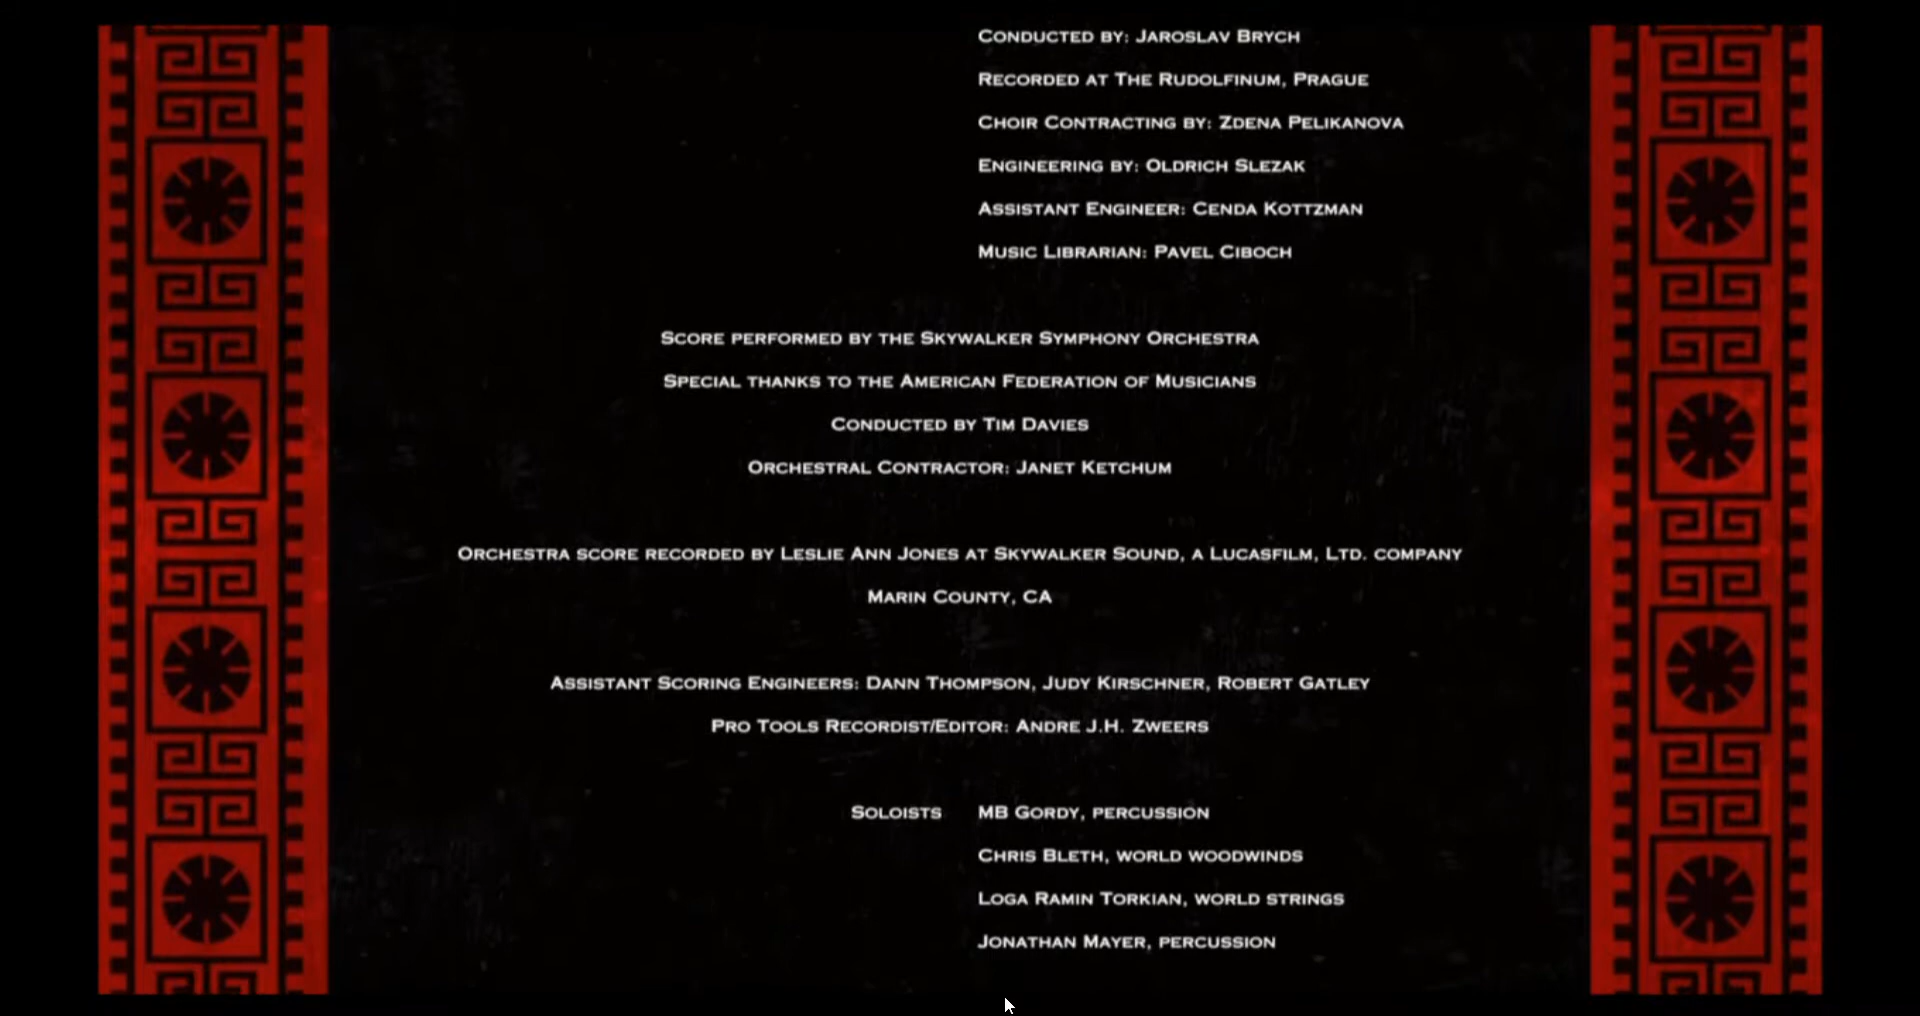 Conducted by: Jaroslav Brych
Recorded at The Rudolfinum, Prague
Choir Contracting by: Zdena Pelikanova
Engineering by: Oldrich Slezak
Assistant Engineer: Cenda Kottzman
Music Librarian: Pavel Ciboch
Score performed by the Skywalker Symphony Orchestra
Special thanks to the American Federation of Musicians
Conducted by Tim Davies
Orchestral Contractor: Janet Ketchum
Orchestra score recorded by Leslie Ann Jones at Skywalker Sound, a Lucasfilm, Ltd. company
Marin County, CA
Assistant Scoring Engineers: Dann Thompson, Judy Kirschner, Robert Gatley
Pro Tools Recordist/Editor: Andre J.H. Zweers
Soloists MB Gordy, percussion
Chris Bleth, world woodwinds
Loga Ramin Torkian, world strings
Jonathan Mayer, percussion